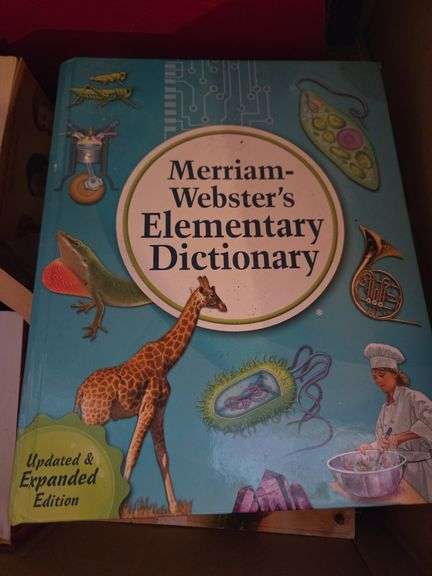 Merriam-
Webster's
Elementary
Dictionary
®
Updated &
Expanded
Edition